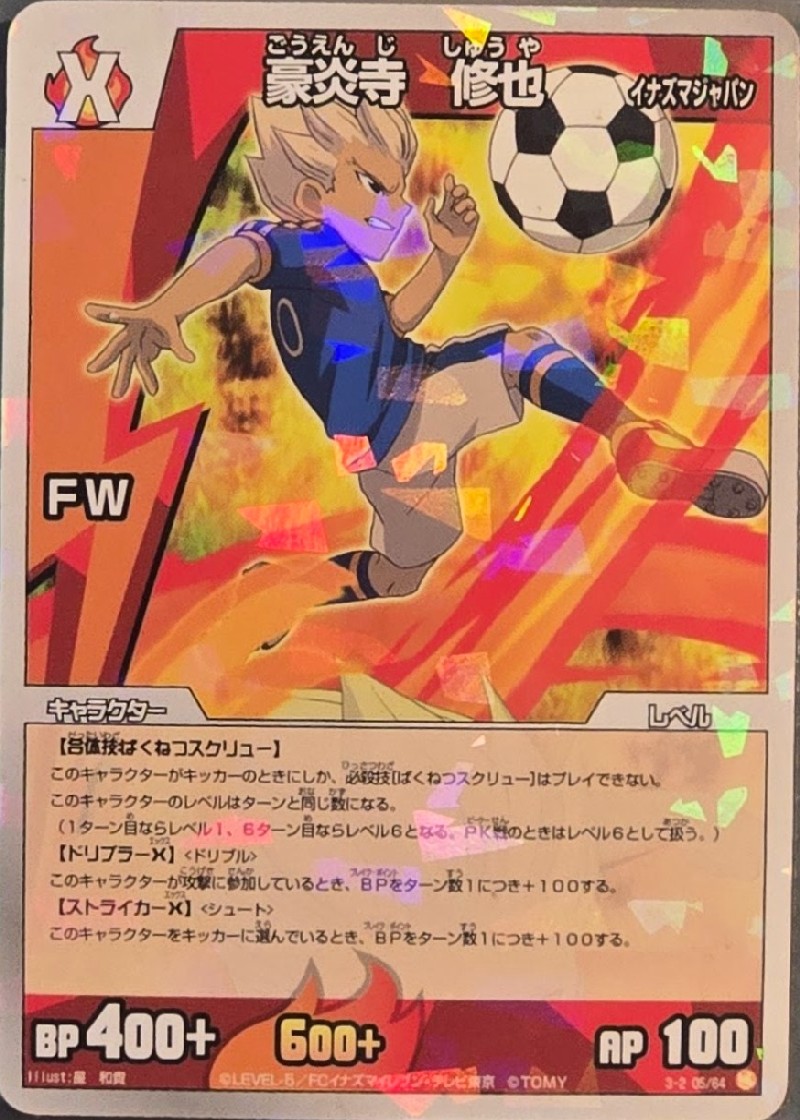 X
ごうえんじ しゅうや
豪炎寺 修也
イナズマジャパン
FW
キャラクター
レベル
【合体技ばくねつスクリュー】
このキャラクターがキッカーのときにしか、必殺技[ばくねつスクリュー]はプレイできない。
このキャラクターのレベルはターンと同じ数になる。
(1ターン目ならレベル1、6ターン目ならレベル6となる。PK戦のときはレベル6として扱う。)
【ドリブラーX】<ドリブル>
このキャラクターが攻撃に参加しているとき、BPをターン数1につき+100する。
【ストライカーX】<シュート>
このキャラクターをキッカーに選んでいるとき、BPをターン数1につき+100する。
BP 400+ 600+ AP 100
Illust:星 和貴 ©LEVEL-5/FCイナズマイレブン・テレビ東京 ©TOMY 3-2 05/64